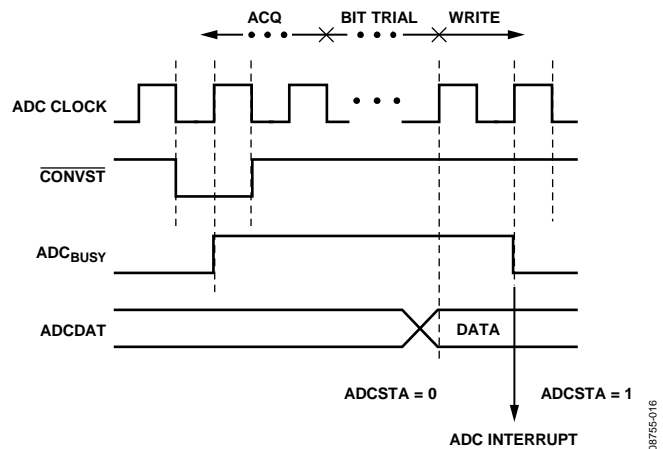 ACQ BIT TRIAL WRITE
ADC CLOCK
CONVST
ADCBUSY
ADCDAT DATA
ADCSTA = 0 ADCSTA = 1
ADC INTERRUPT
08755-016